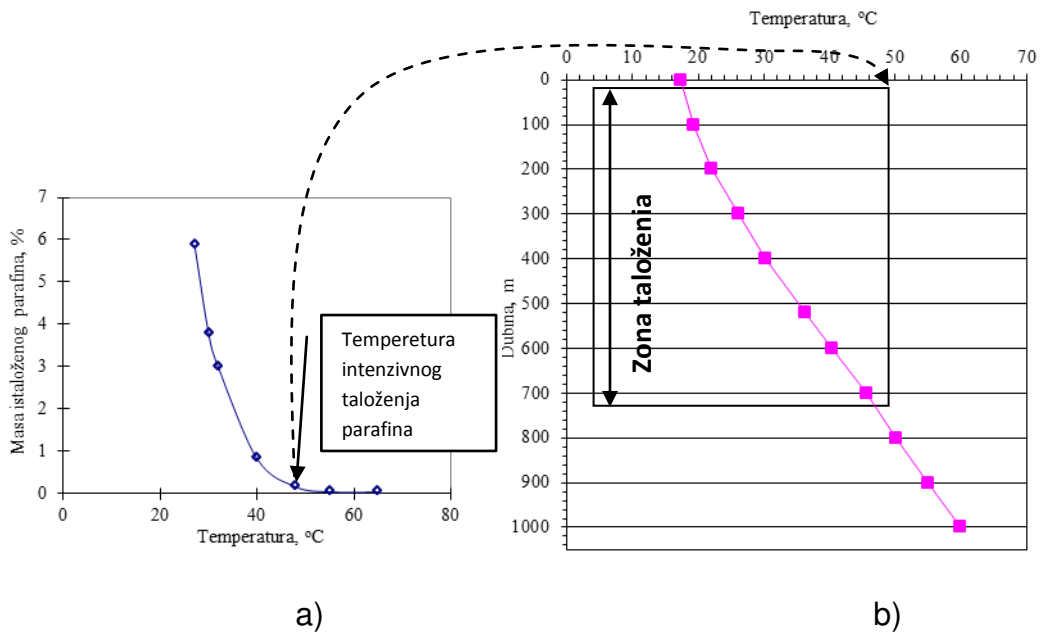 Temperatura, °C
0 10 20 30 40 50 60 70
0
100
200
300
400
500
600
700
800
900
1000
Dubina, m
Zona taloženia
7
6
5
4
3
2
1
0
Masa istaloženog parafina, %
0 20 40 60 80
Temperatura, °C
Temperetura
intenzivnog
taloženja
parafina
a)
b)